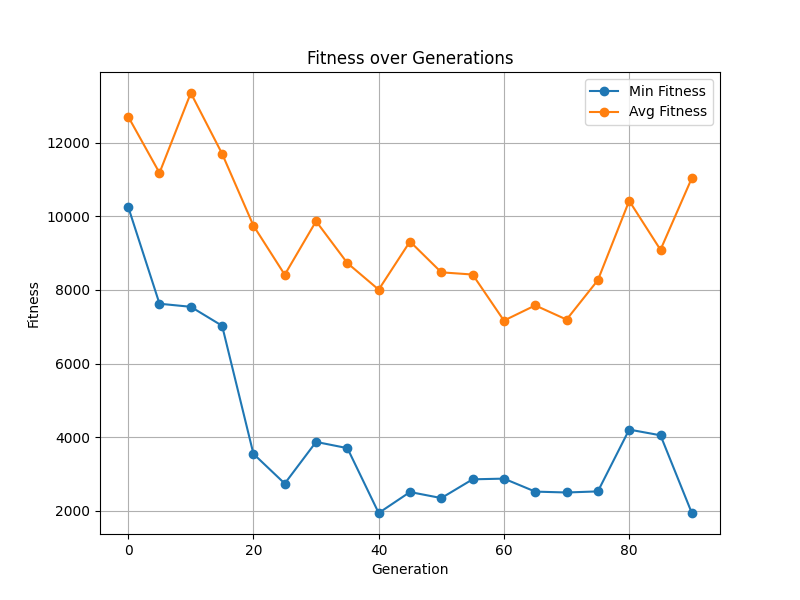 Fitness over Generations
Min Fitness
Avg Fitness
12000
10000
8000
6000
4000
2000
Fitness
0 20 40 60 80
Generation